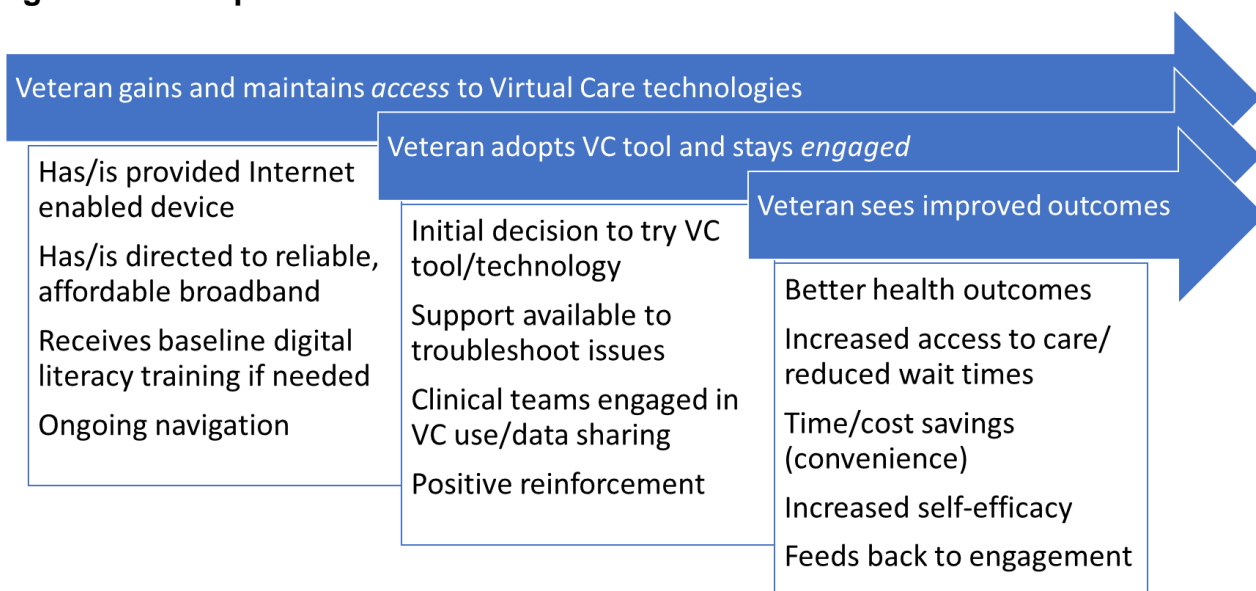 Veteran gains and maintains access to Virtual Care technologies
Has/is provided Internet
enabled device
Has/is directed to reliable,
affordable broadband
Receives baseline digital
literacy training if needed
Ongoing navigation
Veteran adopts VC tool and stays engaged
Initial decision to try VC
tool/technology
Support available to
troubleshoot issues
Clinical teams engaged in
VC use/data sharing
Positive reinforcement
Veteran sees improved outcomes
Better health outcomes
Increased access to care/
reduced wait times
Time/cost savings
(convenience)
Increased self-efficacy
Feeds back to engagement